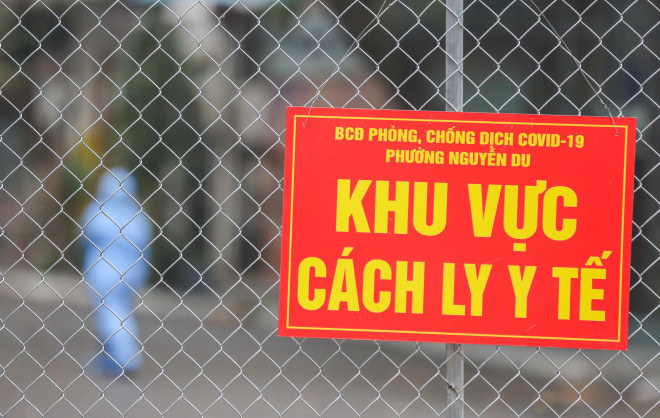 BCĐ PHÒNG, CHỐNG DỊCH COVID-19
PHƯỜNG NGUYỄN DU
KHU VỰC
CÁCH LY Y TẾ